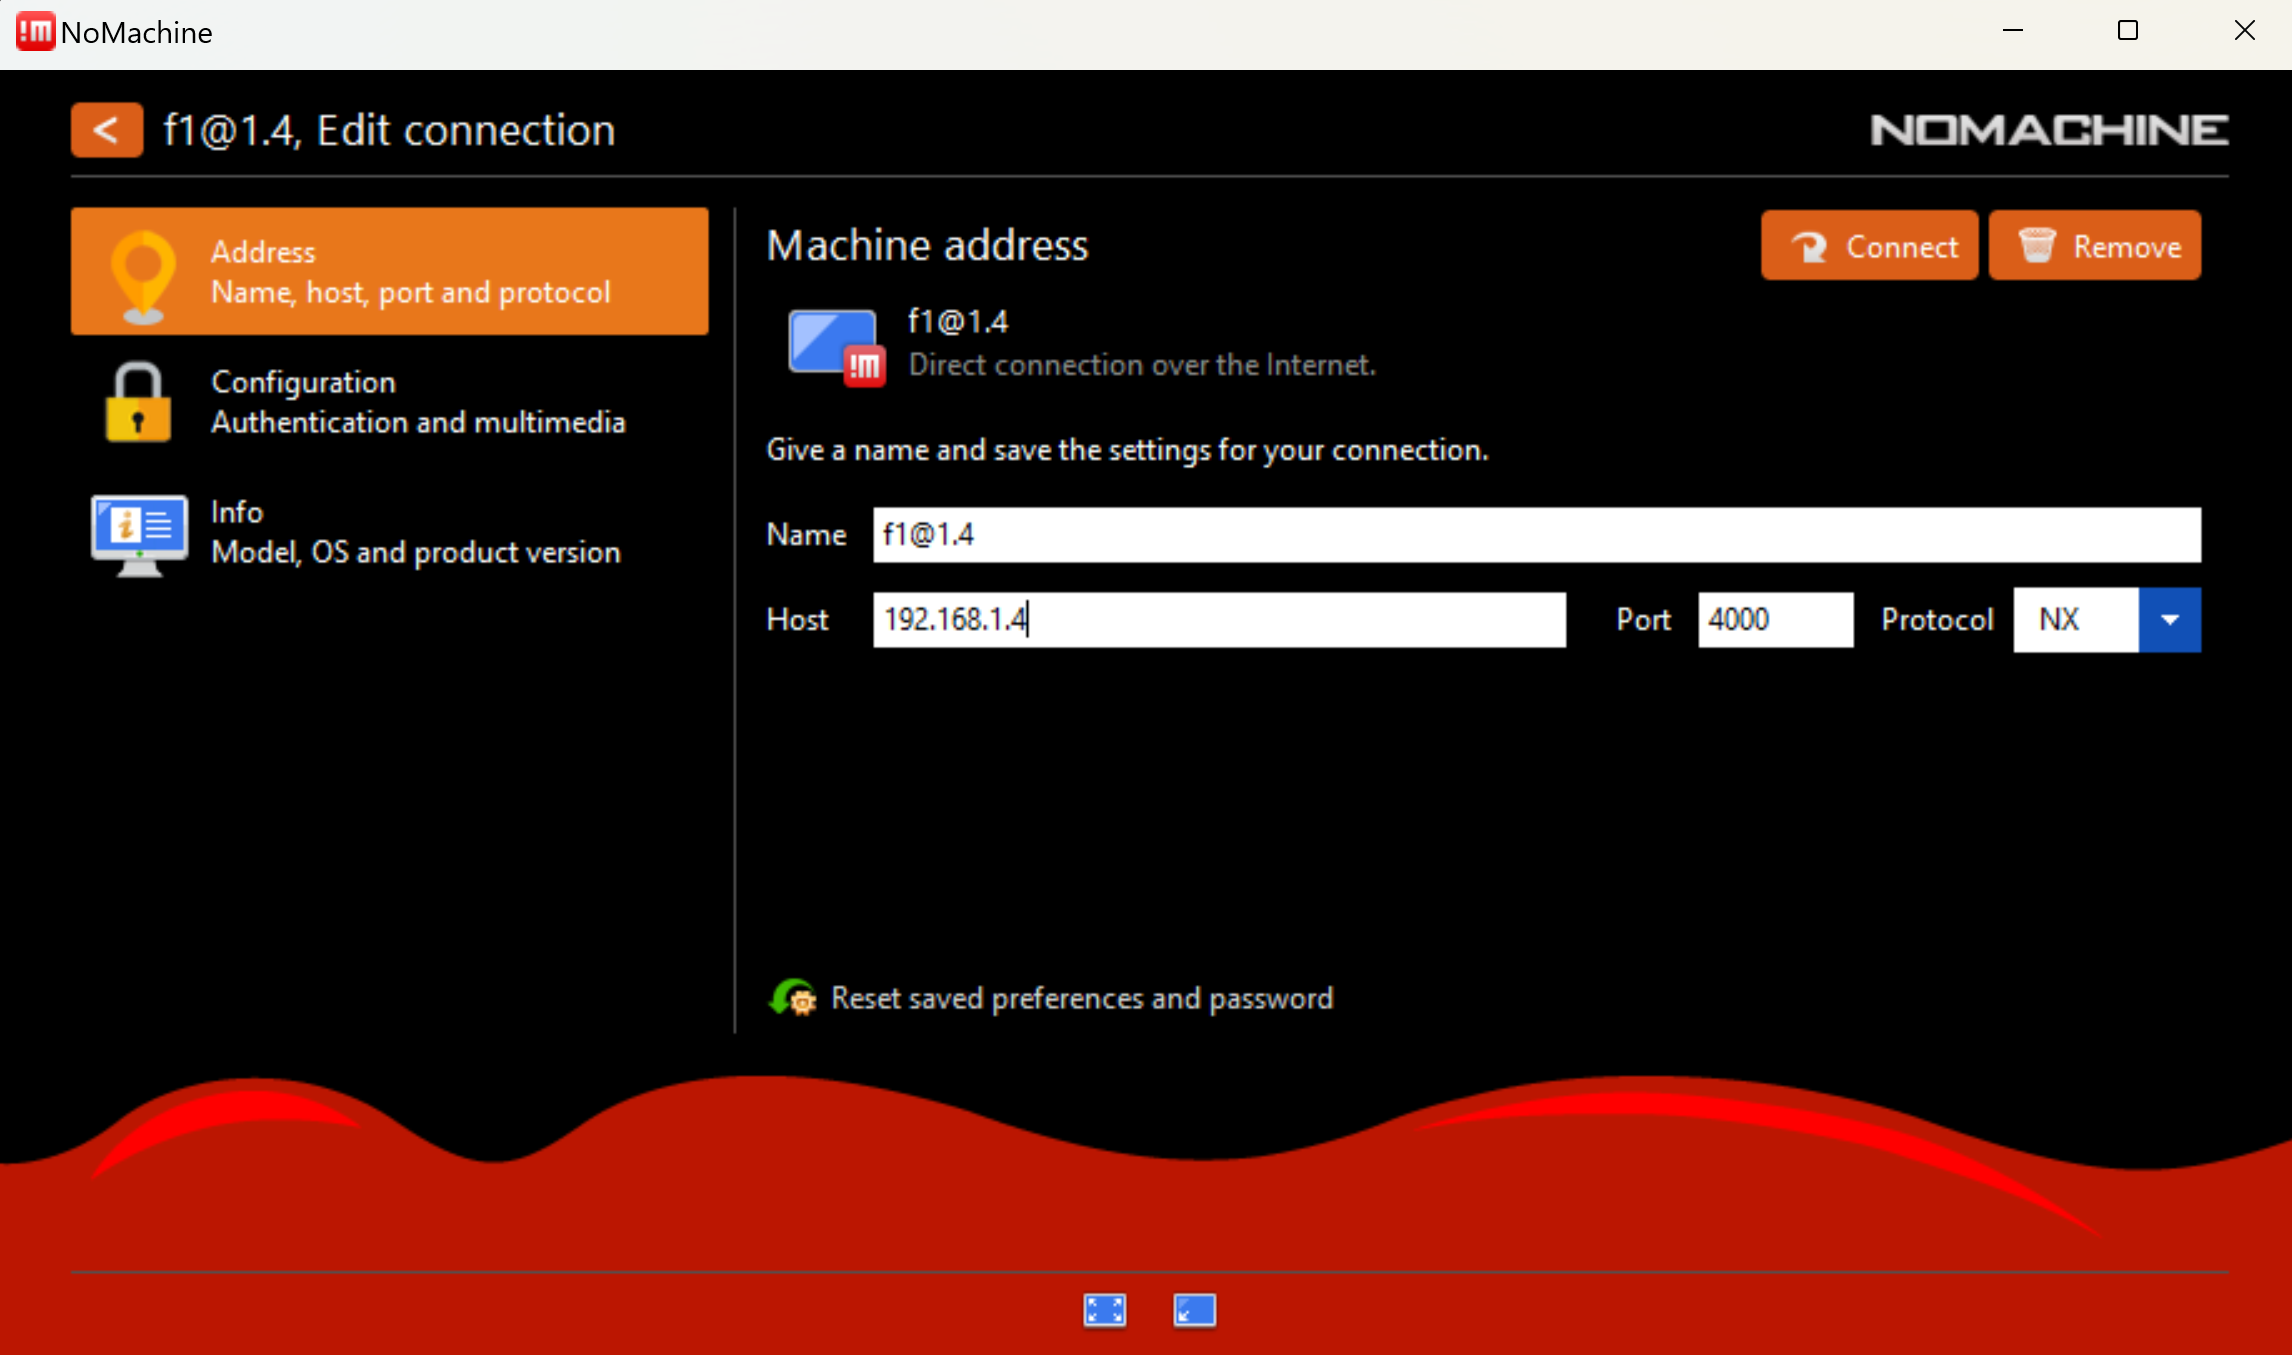 !M NoMachine
< f1@1.4, Edit connection
NOMACHINE
Address
Name, host, port and protocol
Configuration
Authentication and multimedia
i
Info
Model, OS and product version
Machine address
Connect
Remove
!M
f1@1.4
Direct connection over the Internet.
Give a name and save the settings for your connection.
Name f1@1.4
Host 192.168.1.4 Port 4000 Protocol NX
Reset saved preferences and password